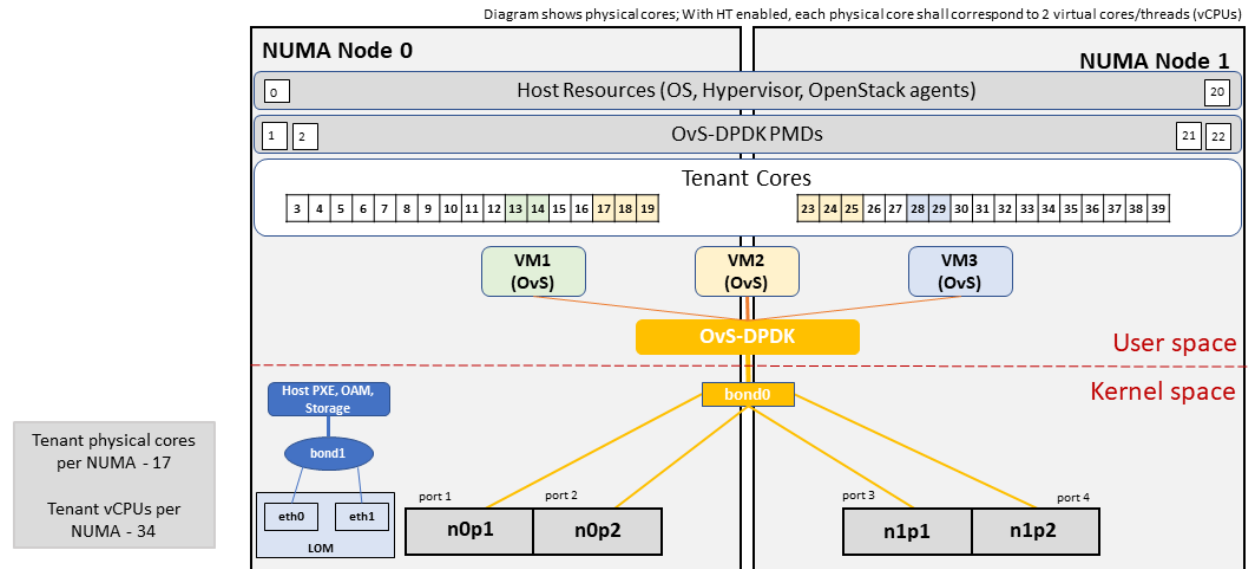 Diagram shows physical cores; With HT enabled, each physical core shall correspond to 2 virtual cores/threads (vCPUs)
NUMA Node 0
NUMA Node 1
0
Host Resources (OS, Hypervisor, OpenStack agents)
20
1 2
OvS-DPDK PMDs
21 22
Tenant Cores
3 4 5 6 7 8 9 10 11 12 13 14 15 16 17 18 19
23 24 25 26 27 28 29 30 31 32 33 34 35 36 37 38 39
VM1
(OvS)
VM2
(OvS)
VM3
(OvS)
OvS-DPDK
User space
Kernel space
Host PXE, OAM,
Storage
bond0
bond1
Tenant physical cores
per NUMA - 17
Tenant vCPUs per
NUMA - 34
eth0
eth1
LOM
port 1
port 2
n0p1
n0p2
port 3
port 4
n1p1
n1p2